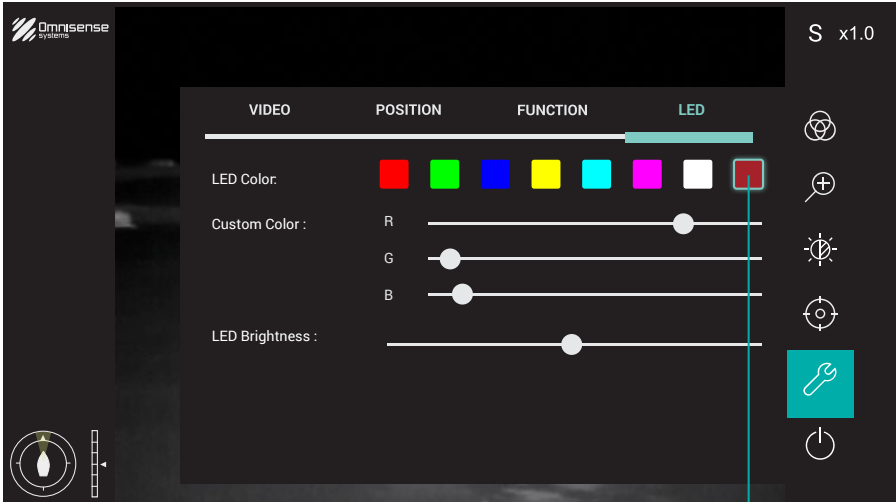 Omnisense
systems
S x1.0
VIDEO POSITION FUNCTION LED
LED Color:
Custom Color : R
G
B
LED Brightness :